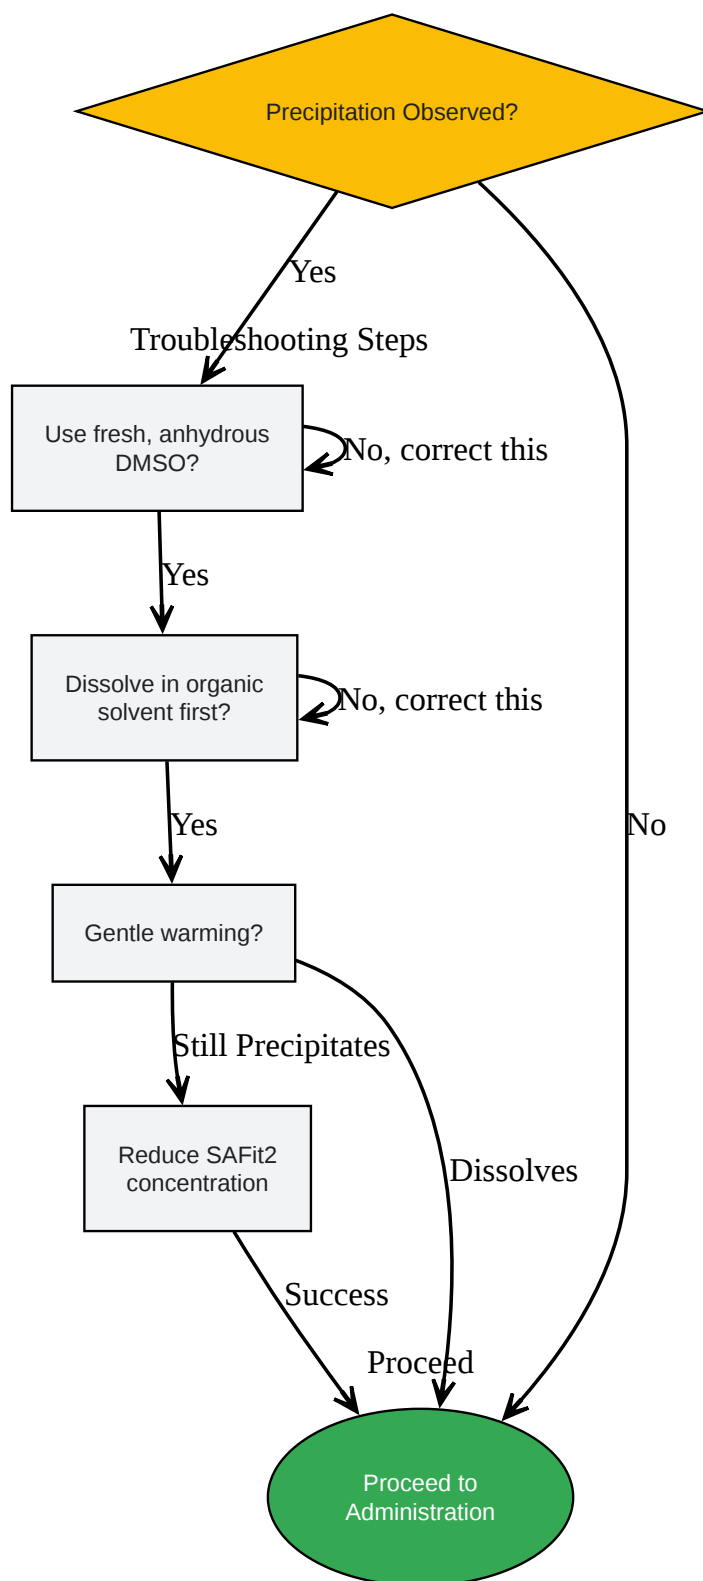 Precipitation Observed?
Yes
Troubleshooting Steps
Use fresh, anhydrous
DMSO?
No, correct this
Yes
Dissolve in organic
solvent first?
No, correct this
Yes
No
Gentle warming?
Still Precipitates
Reduce SAFit2
concentration
Dissolves
Success
Proceed
Proceed to
Administration